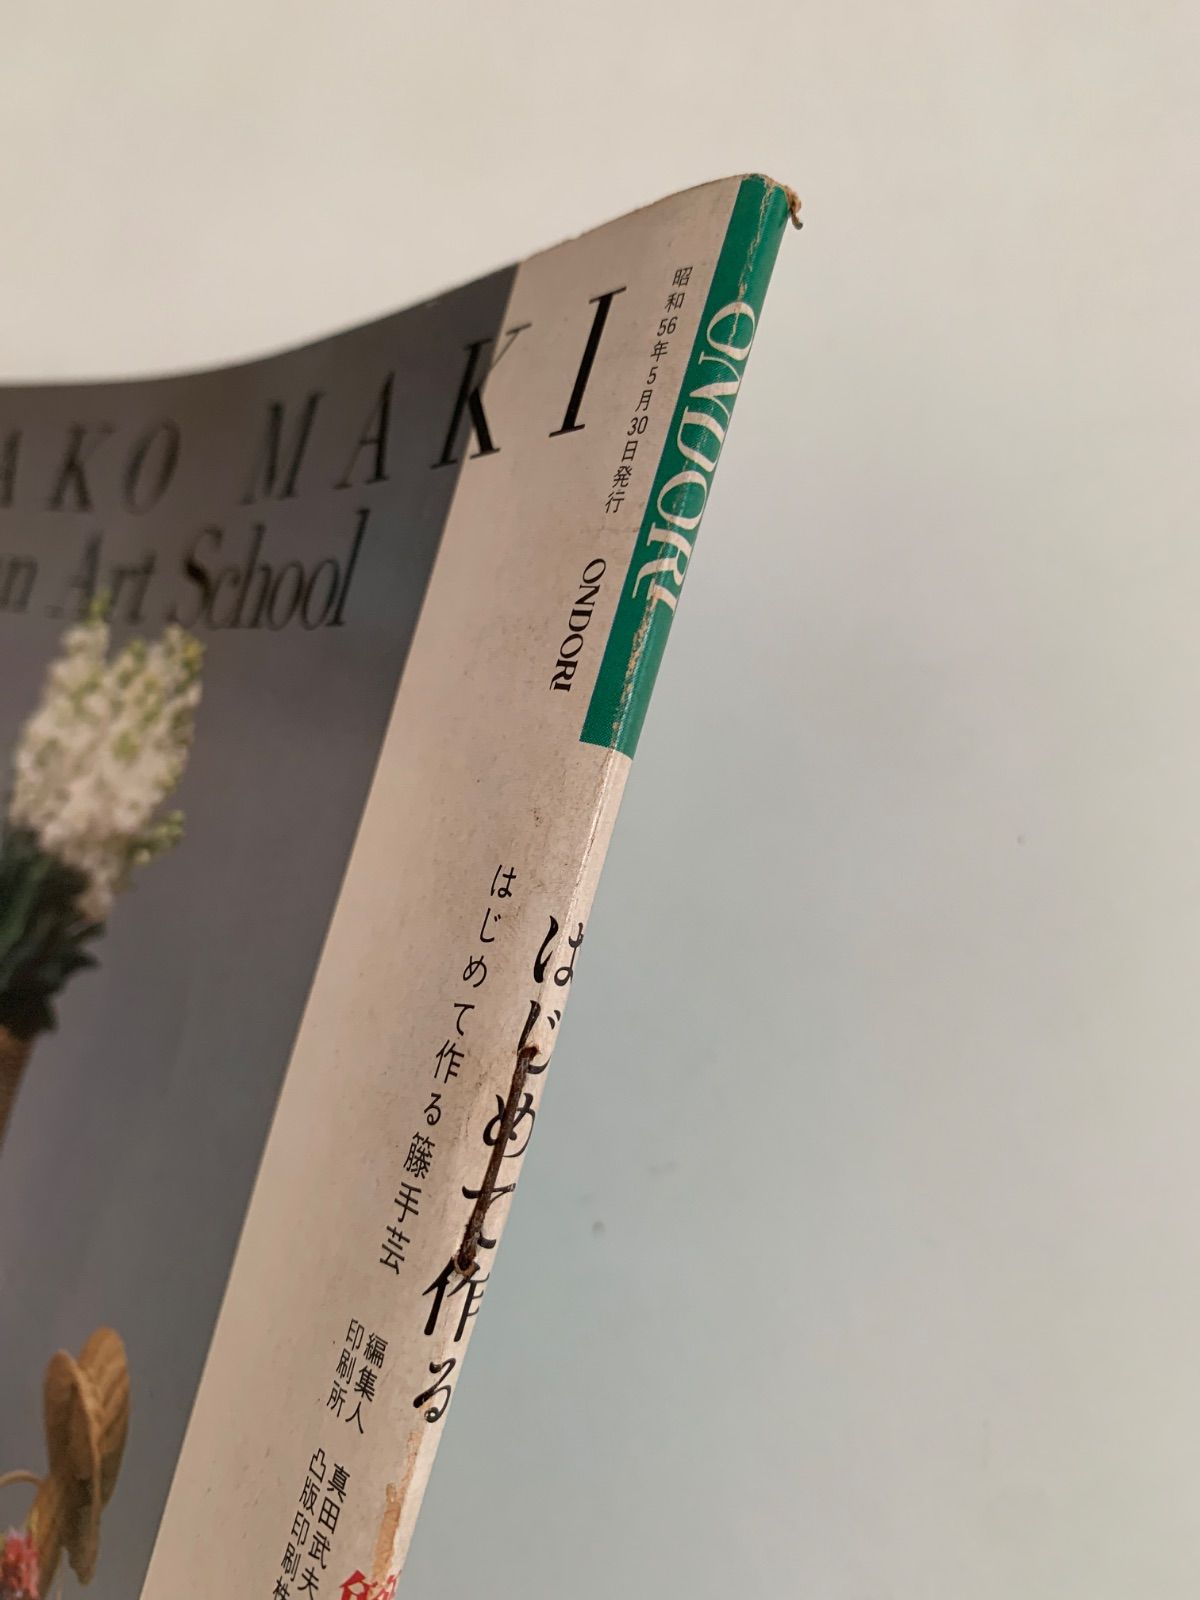 AKO MAKI
n Art School
昭和56年5月30日発行
ONDORI
はじめて作る籐手芸
編集人 真田武夫
印刷所 凸版印刷株
ONDORI
はじめて作る